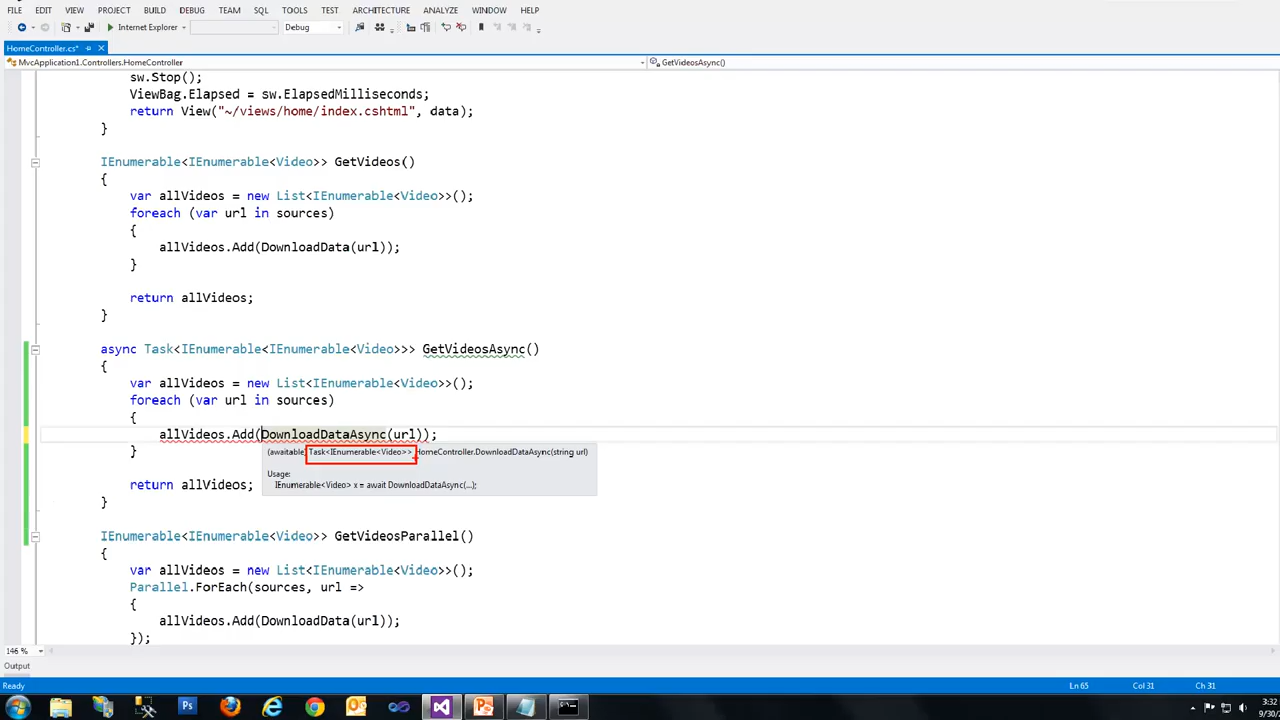 FILE EDIT VIEW PROJECT BUILD DEBUG TEAM SQL TOOLS TEST ARCHITECTURE ANALYZE WINDOW HELP
Internet Explorer Debug
HomeController.cs*
MvcApplication1.Controllers.HomeController GetVideosAsync()
sw.Stop();
ViewBag.Elapsed = sw.ElapsedMilliseconds;
return View("~/views/home/index.cshtml", data);
}
IEnumerable<IEnumerable<Video>> GetVideos()
{
var allVideos = new List<IEnumerable<Video>>();
foreach (var url in sources)
{
allVideos.Add(DownloadData(url));
}
return allVideos;
}
async Task<IEnumerable<IEnumerable<Video>>> GetVideosAsync()
{
var allVideos = new List<IEnumerable<Video>>();
foreach (var url in sources)
{
allVideos.Add(DownloadDataAsync(url));
(awaitable) Task<IEnumerable<Video>> HomeController.DownloadDataAsync(string url)
}
Usage:
IEnumerable<Video> x = await DownloadDataAsync(...);
return allVideos;
}
IEnumerable<IEnumerable<Video>> GetVideosParallel()
{
var allVideos = new List<IEnumerable<Video>>();
Parallel.ForEach(sources, url =>
{
allVideos.Add(DownloadData(url));
});
146 %
Output
Ready Ln 65 Col 31 Ch 31
Ps
3:32
9/30/